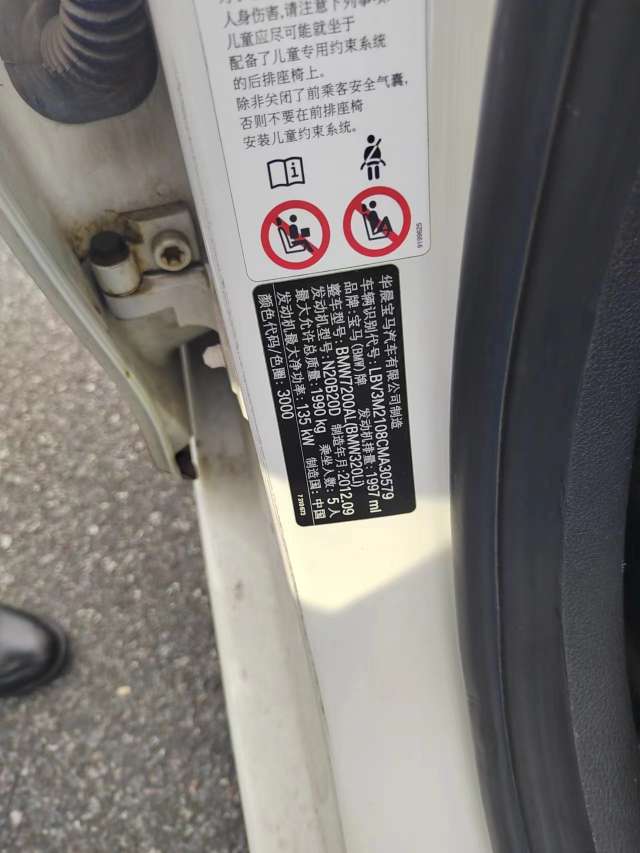 人身伤害,请注意下列事项:
儿童应尽可能就坐于
配备了儿童专用约束系统
的后排座椅上。
除非关闭了前乘客安全气囊,
否则不要在前排座椅
安装儿童约束系统。
9199625
华晨宝马汽车有限公司制造
车辆识别代号: LBV3M2108CMA30579
品牌: 宝马(BMW)牌 发动机排量: 1997 ml
整车型号: BMW7200AL(BMW320Li)
发动机型号: N20B20D 制造年月: 2012.09
最大允许总质量: 1990 kg 乘坐人数: 5 人
发动机最大净功率: 135 kW 制造国: 中国
颜色代码/色圈: 3000